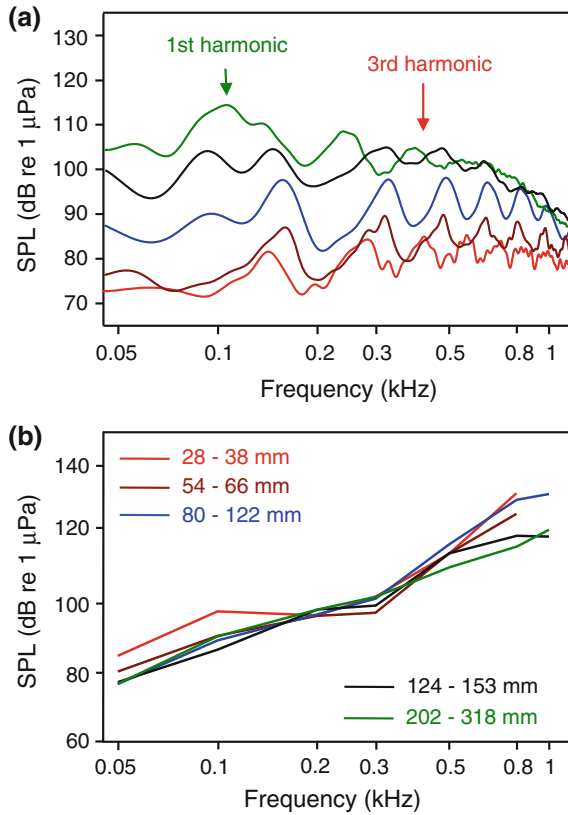 (a)
130
120
110
100
90
80
70
SPL (dB re 1 μPa)
1st harmonic
3rd harmonic
0.05 0.1 0.2 0.3 0.5 0.8 1
Frequency (kHz)
(b)
140
120
100
80
60
SPL (dB re 1 μPa)
28 - 38 mm
54 - 66 mm
80 - 122 mm
124 - 153 mm
202 - 318 mm
0.05 0.1 0.2 0.3 0.5 0.8 1
Frequency (kHz)